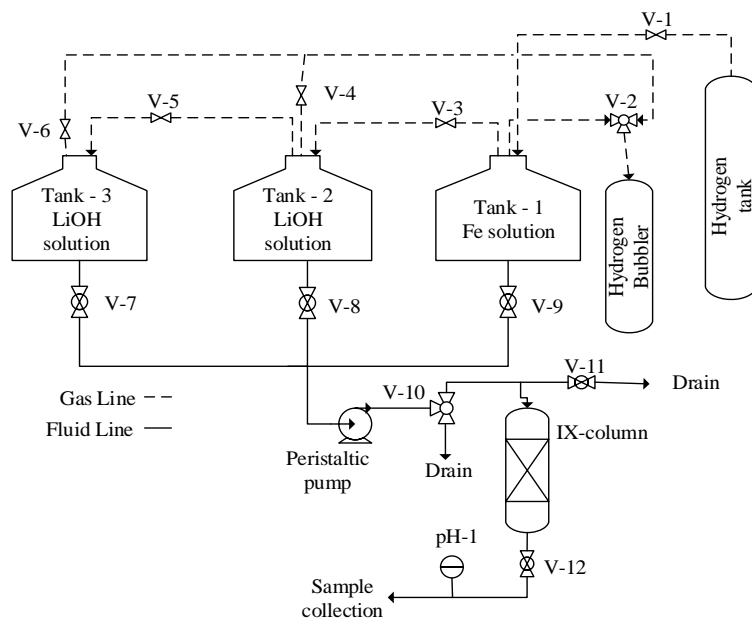 V-1
V-2
V-3
V-4
V-5
V-6
Tank - 3
LiOH
solution
Tank - 2
LiOH
solution
Tank - 1
Fe solution
Hydrogen
Bubbler
Hydrogen
tank
V-7
V-8
V-9
V-10
V-11
Drain
Gas Line
Fluid Line
Peristaltic
pump
Drain
IX-column
pH-1
V-12
Sample
collection